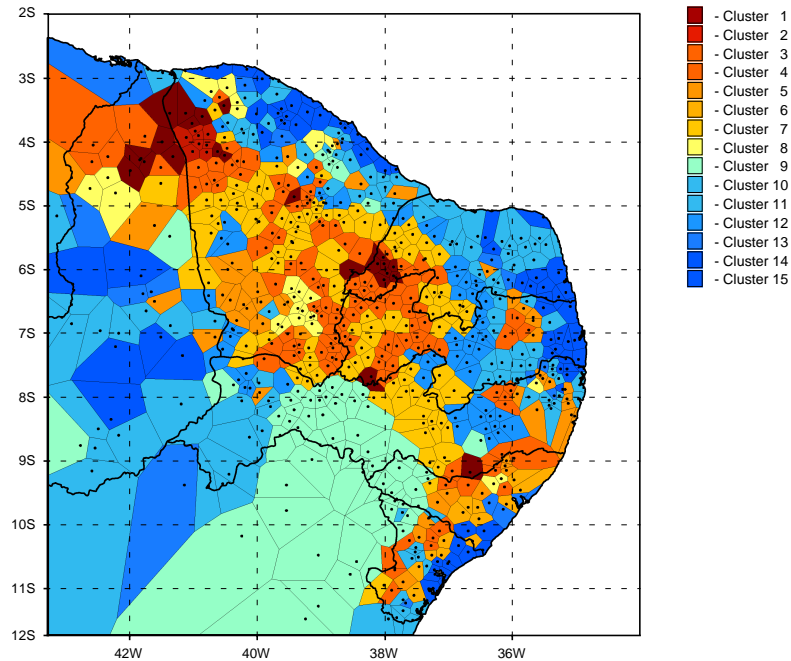 2S
3S
4S
5S
6S
7S
8S
9S
10S
11S
12S
42W 40W 38W 36W
- Cluster 1
- Cluster 2
- Cluster 3
- Cluster 4
- Cluster 5
- Cluster 6
- Cluster 7
- Cluster 8
- Cluster 9
- Cluster 10
- Cluster 11
- Cluster 12
- Cluster 13
- Cluster 14
- Cluster 15